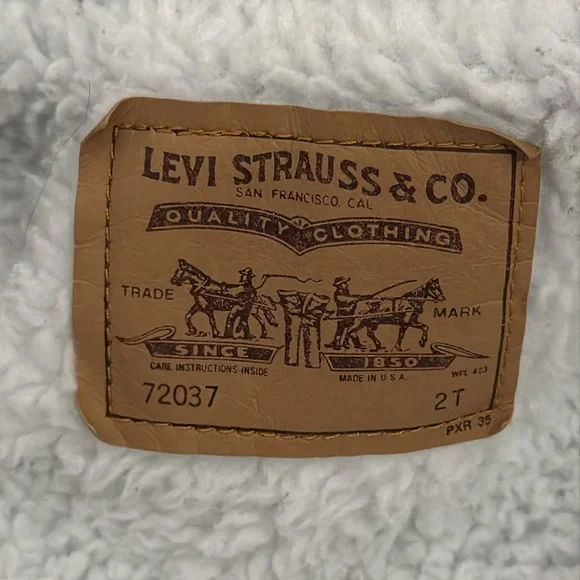 LEVI STRAUSS & CO.
SAN FRANCISCO, CAL
QUALITY CLOTHING
TRADE MARK
SINCE 1850
CARE INSTRUCTIONS INSIDE MADE IN U.S.A. WPL 423
72037 2T
PXR 35